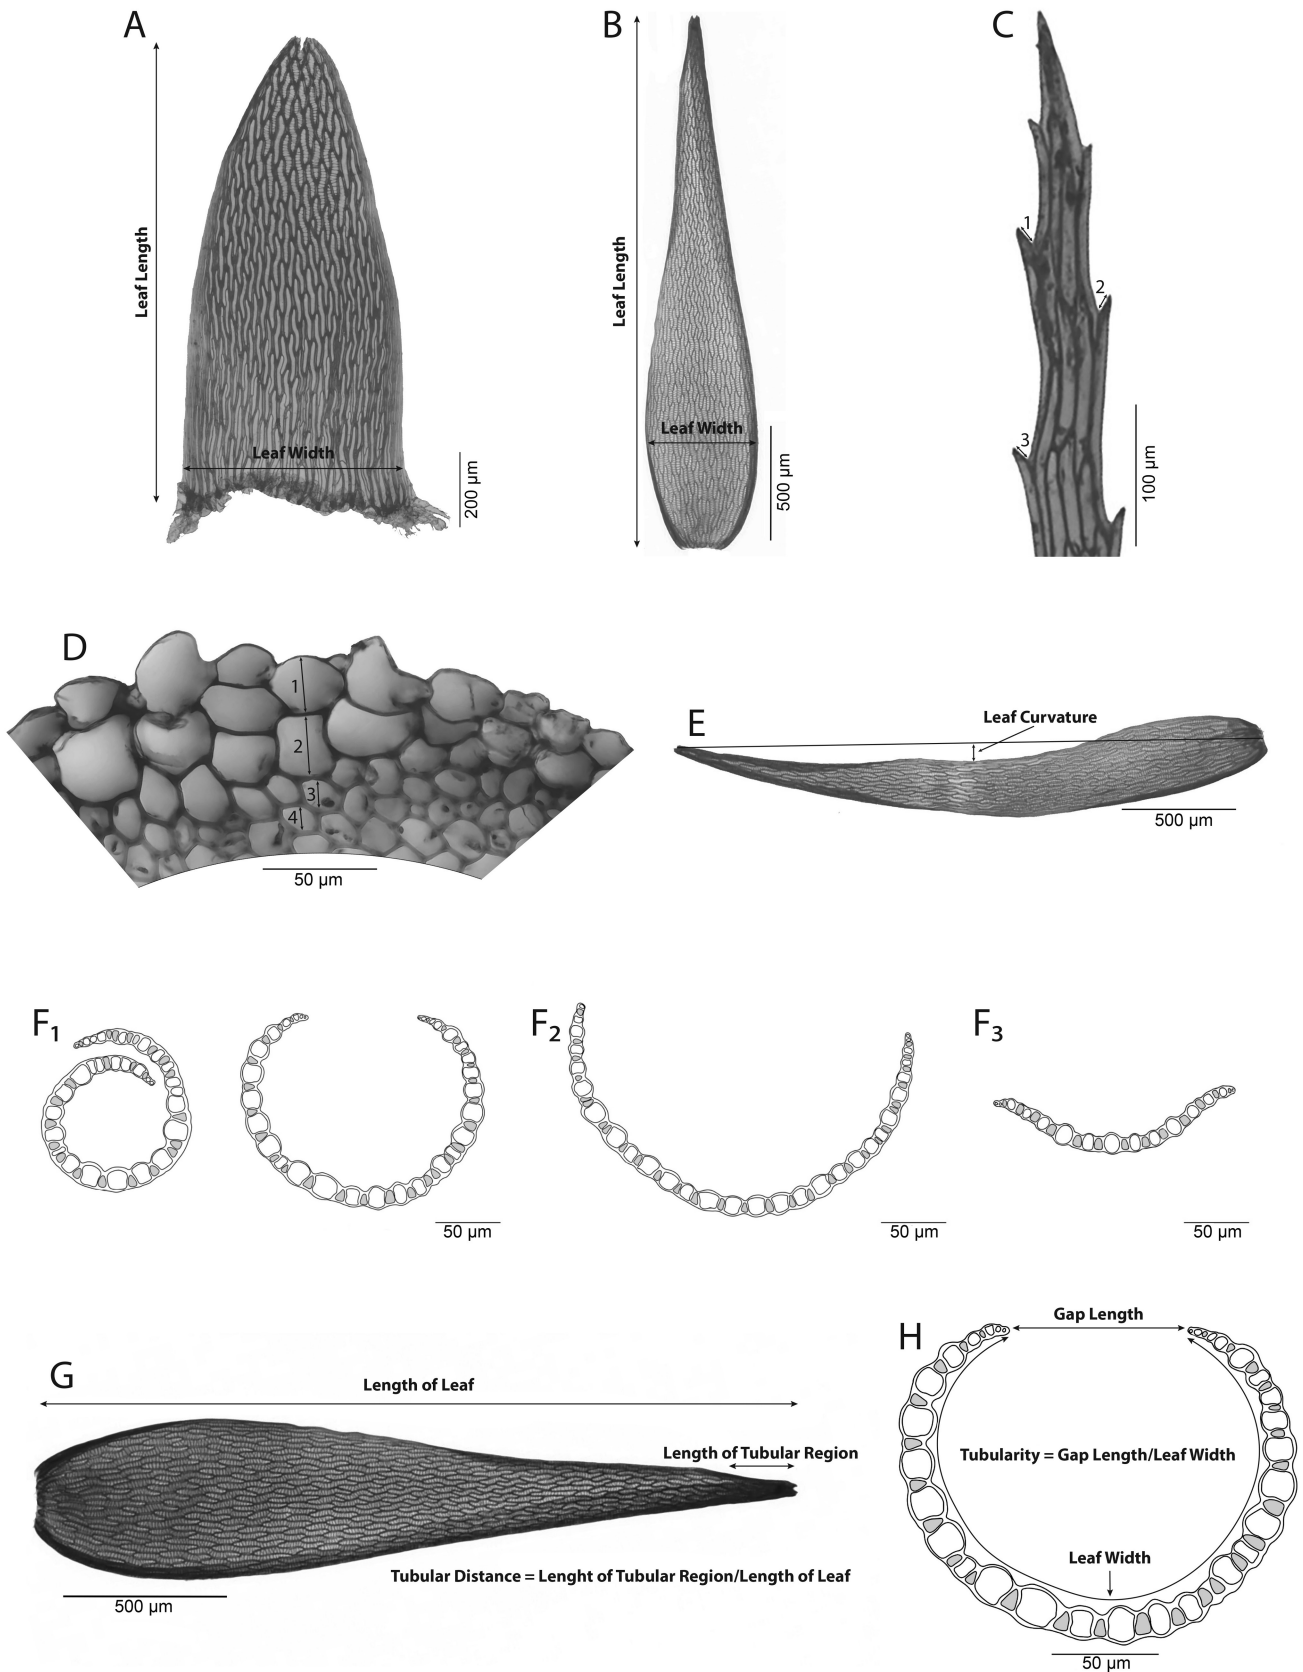 A
B
C
Leaf Length
Leaf Width
200 µm
Leaf Length
Leaf Width
500 µm
1
2
3
100 µm
D
1
2
3
4
50 µm
E
Leaf Curvature
500 µm
F1
50 µm
F2
50 µm
F3
50 µm
G
Length of Leaf
Length of Tubular Region
Tubular Distance = Lenght of Tubular Region/Length of Leaf
500 µm
H
Gap Length
Tubularity = Gap Length/Leaf Width
Leaf Width
50 µm